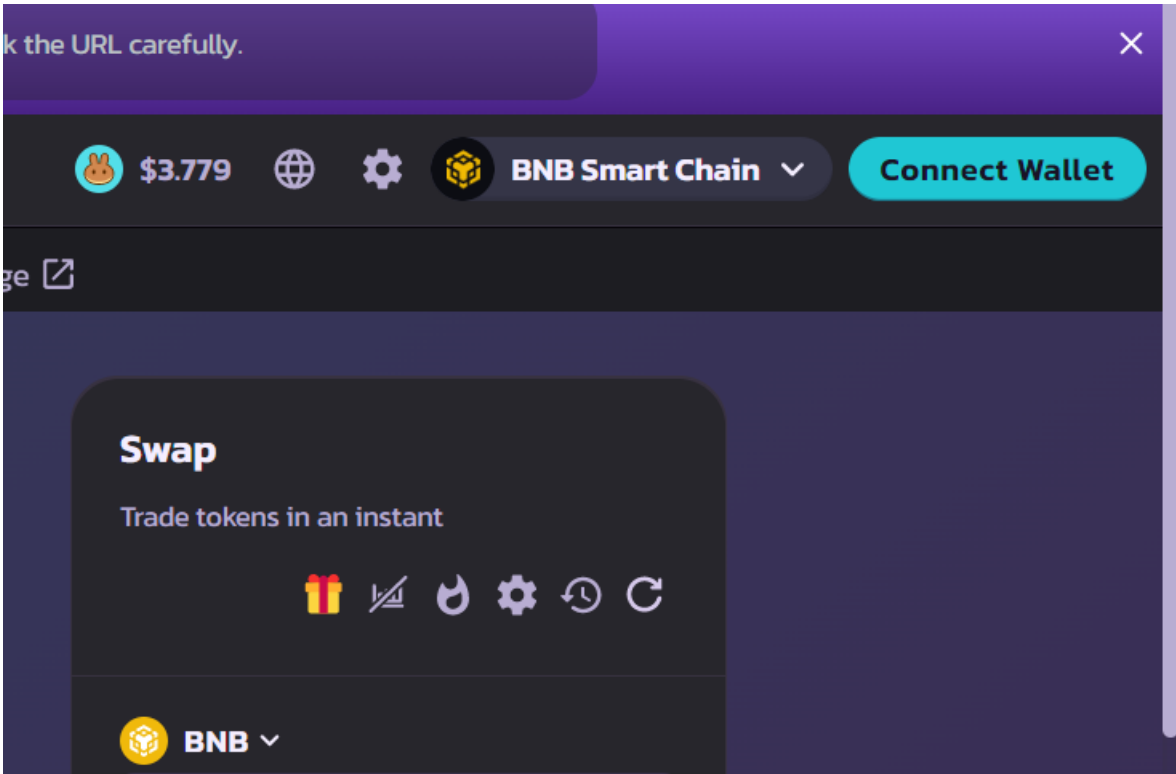 k the URL carefully.
$3.779 BNB Smart Chain Connect Wallet
ge
Swap
Trade tokens in an instant
BNB